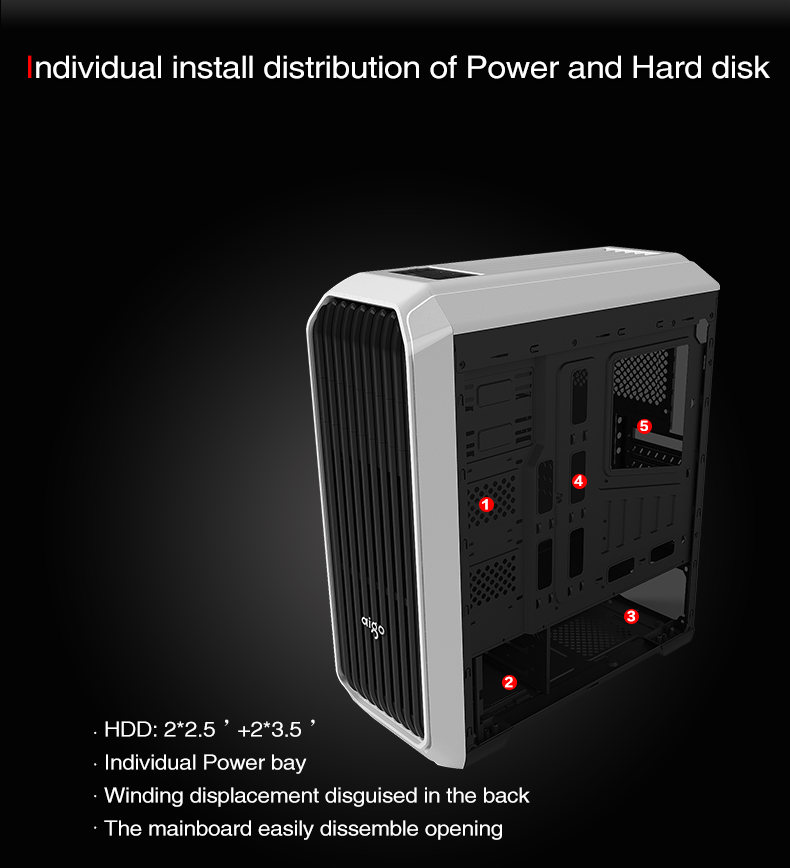 Individual install distribution of Power and Hard disk
5
4
1
3
aigo
2
· HDD: 2*2.5 ’ +2*3.5 ’
· Individual Power bay
· Winding displacement disguised in the back
· The mainboard easily dissemble opening